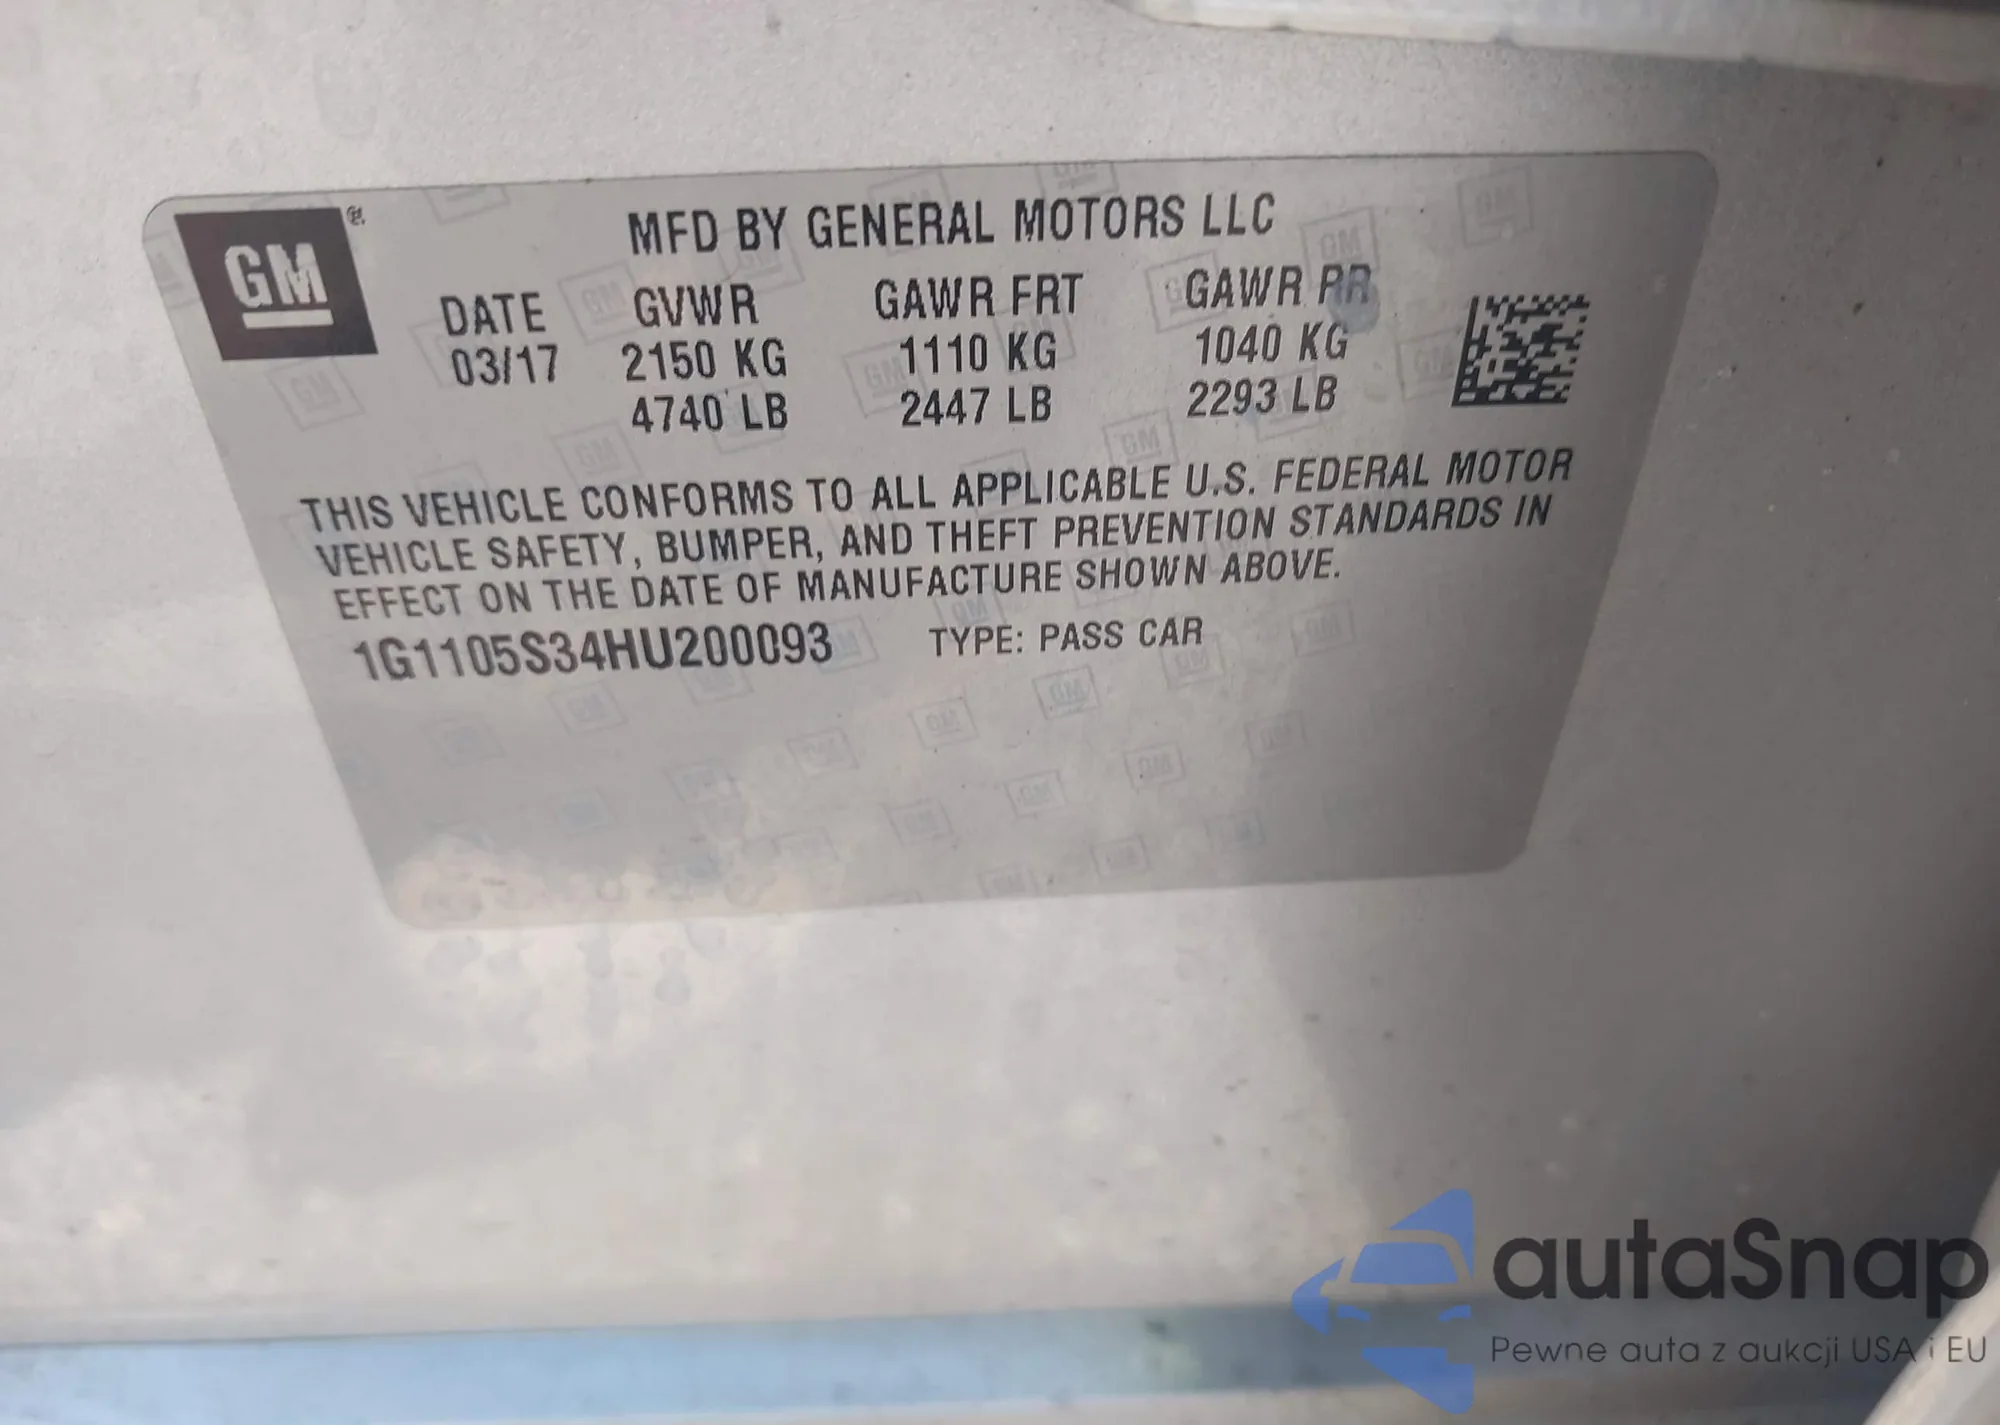 GM
MFD BY GENERAL MOTORS LLC
DATE GVWR GAWR FRT GAWR RR
03/17 2150 KG 1110 KG 1040 KG
4740 LB 2447 LB 2293 LB
THIS VEHICLE CONFORMS TO ALL APPLICABLE U.S. FEDERAL MOTOR
VEHICLE SAFETY, BUMPER, AND THEFT PREVENTION STANDARDS IN
EFFECT ON THE DATE OF MANUFACTURE SHOWN ABOVE.
1G1105S34HU200093 TYPE: PASS CAR
autaSnap
Pewne auta z aukcji USA i EU